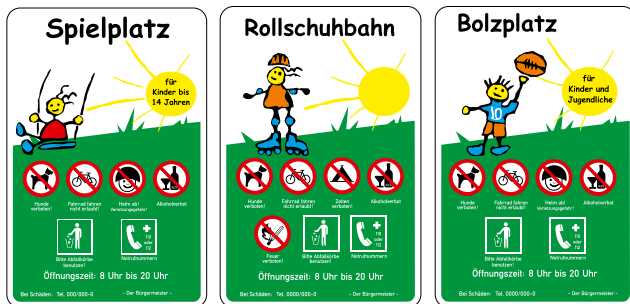 Spielplatz
für
Kinder bis
14 Jahren
Hunde
verboten!
Fahrrad fahren
nicht erlaubt!
Helm ab!
Verletzungsgefahr!
Alkoholverbot
Bitte Abfallkörbe
benutzen!
110
oder
112
Notrufnummern
Öffnungszeit: 8 Uhr bis 20 Uhr
Bei Schäden: Tel. 000/000-0 - Der Bürgermeister -
Rollschuhbahn
Hunde
verboten!
Fahrrad fahren
nicht erlaubt!
Zelten
verboten!
Alkoholverbot
Feuer
verboten!
Bitte Abfallkörbe
benutzen!
110
oder
112
Notrufnummern
Öffnungszeit: 8 Uhr bis 20 Uhr
Bei Schäden: Tel. 0000/000-0 - Der Bürgermeister -
Bolzplatz
für
Kinder und
Jugendliche
10
Hunde
verboten!
Fahrrad fahren
nicht erlaubt!
Helm ab!
Verletzungsgefahr!
Alkoholverbot
Bitte Abfallkörbe
benutzen!
110
oder
112
Notrufnummern
Öffnungszeit: 8 Uhr bis 20 Uhr
Bei Schäden: Tel. 0000/000-0 - Der Bürgermeister -